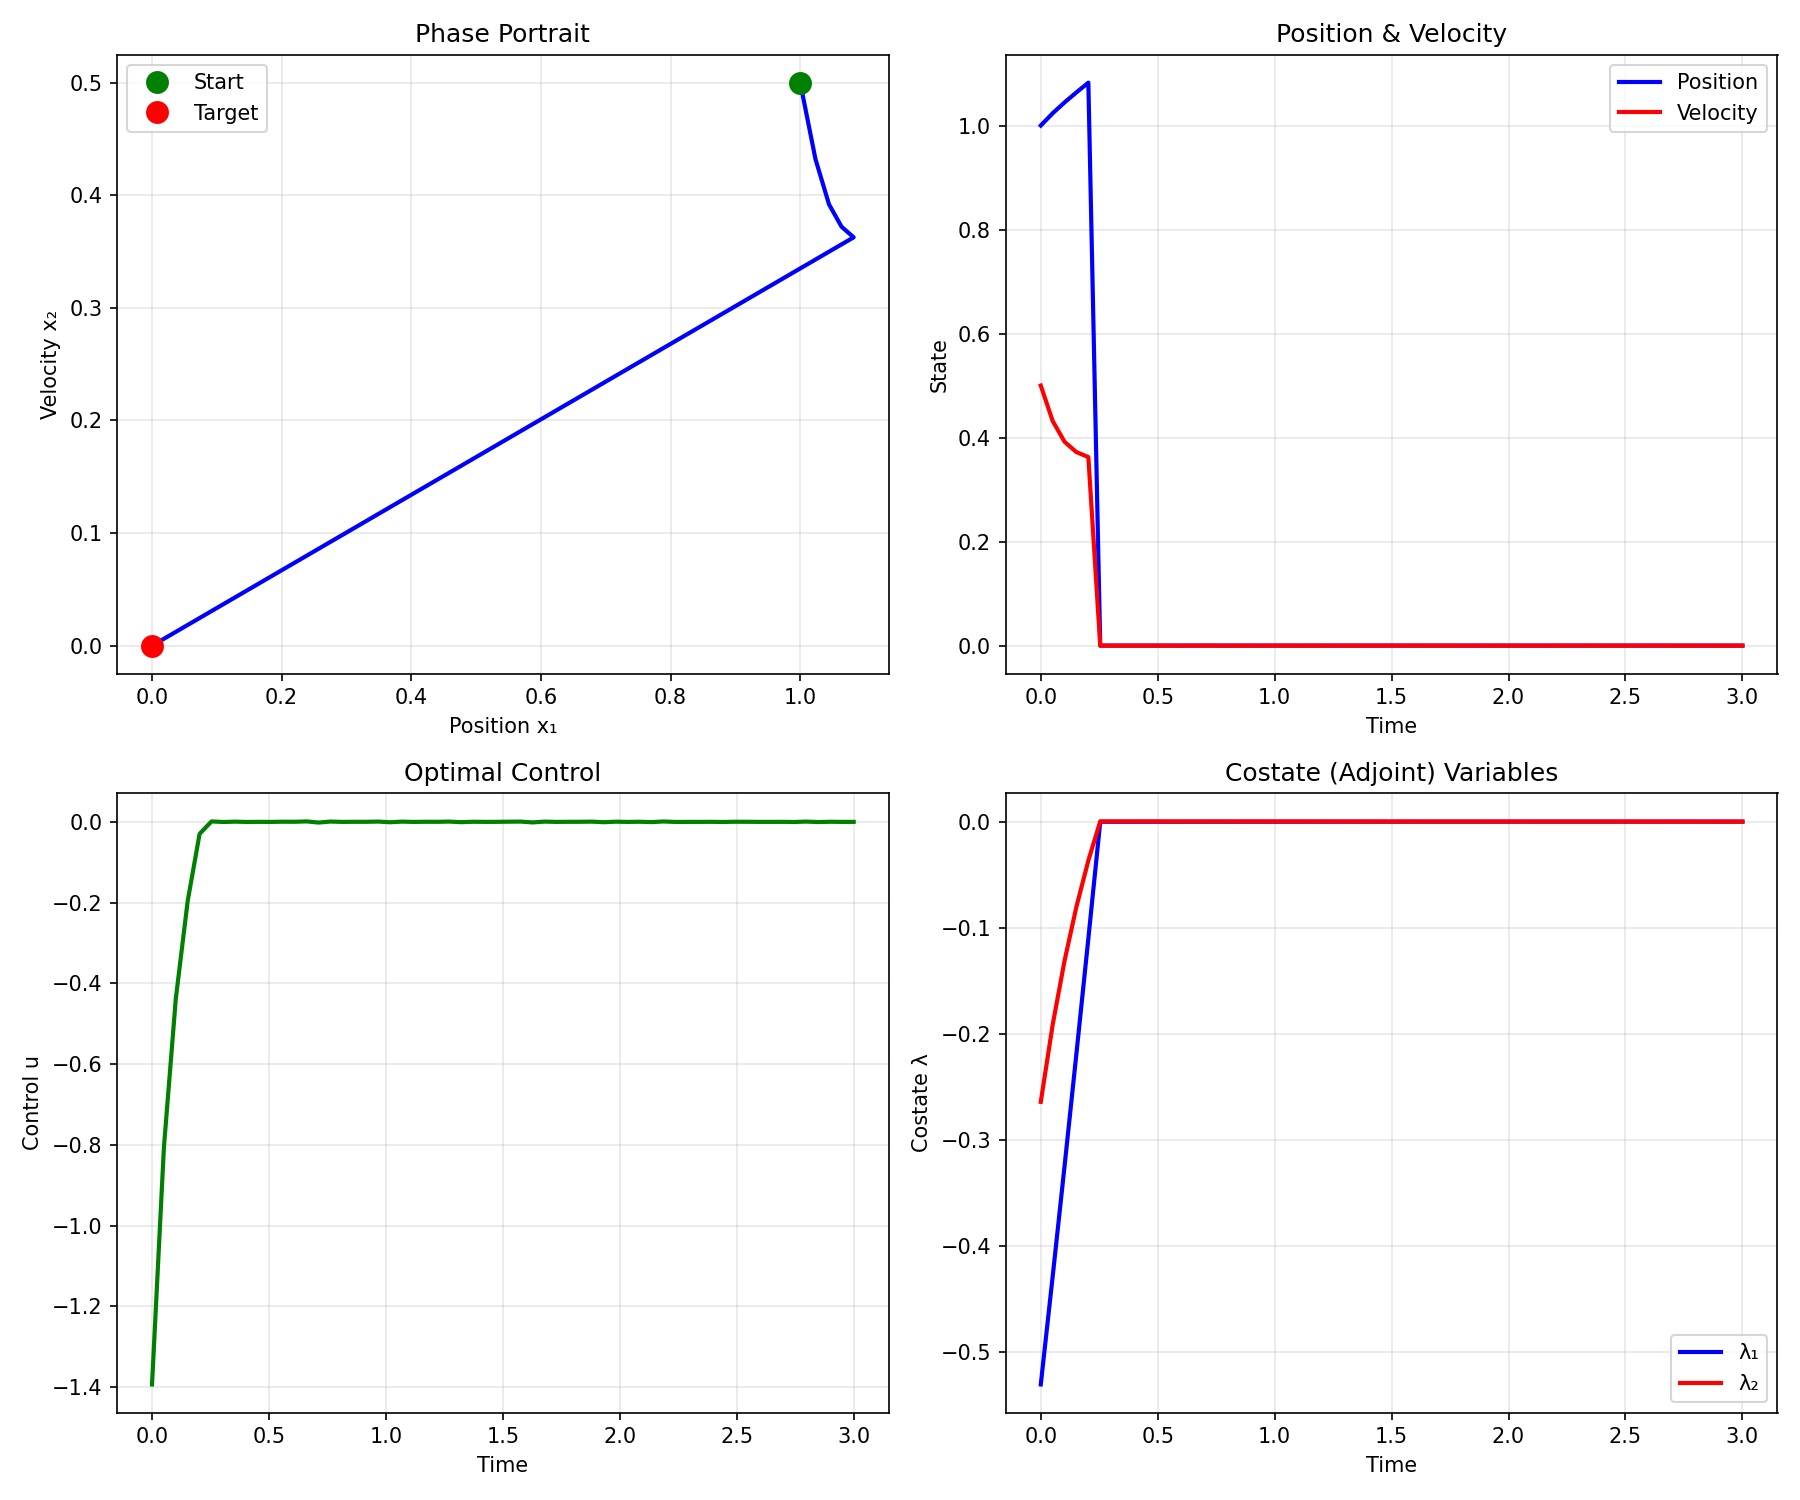 Phase Portrait
Start
Target
0.5
0.4
0.3
0.2
0.1
0.0
Velocity x₂
0.0 0.2 0.4 0.6 0.8 1.0
Position x₁
Position & Velocity
Position
Velocity
1.0
0.8
0.6
0.4
0.2
0.0
State
0.0 0.5 1.0 1.5 2.0 2.5 3.0
Time
Optimal Control
0.0
−0.2
−0.4
−0.6
−0.8
−1.0
−1.2
−1.4
Control u
0.0 0.5 1.0 1.5 2.0 2.5 3.0
Time
Costate (Adjoint) Variables
0.0
−0.1
−0.2
−0.3
−0.4
−0.5
Costate λ
λ₁
λ₂
0.0 0.5 1.0 1.5 2.0 2.5 3.0
Time